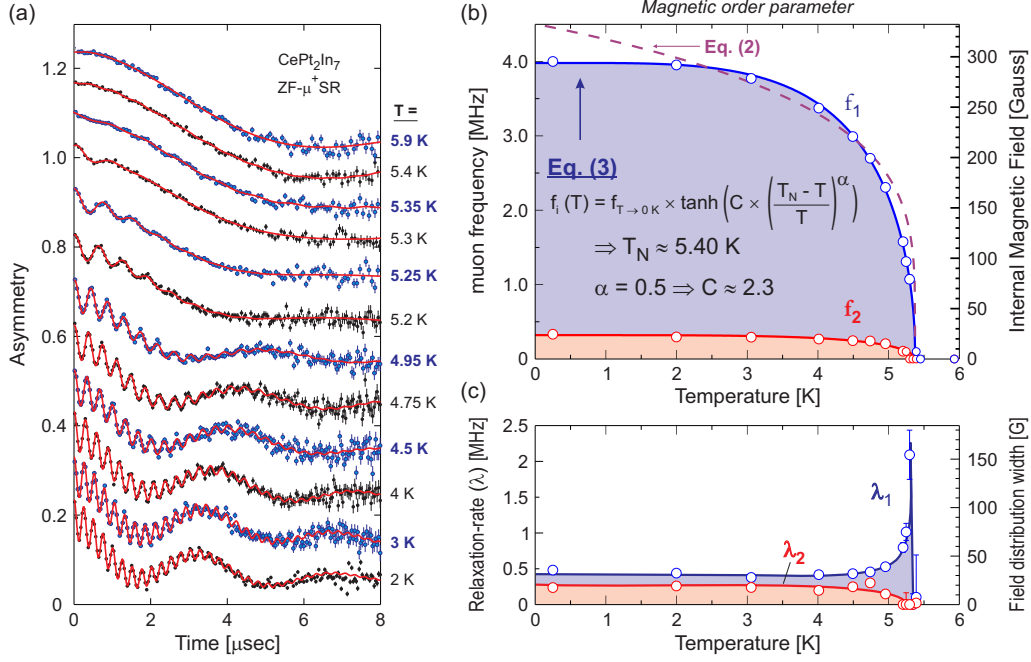 (a)
CePt2In7
ZF-μ+SR
T =
5.9 K
5.4 K
5.35 K
5.3 K
5.25 K
5.2 K
4.95 K
4.75 K
4.5 K
4 K
3 K
2 K
Asymmetry
1.2
1.0
0.8
0.6
0.4
0.2
0
0 2 4 6 8
Time [μsec]
(b)
Magnetic order parameter
Eq. (2)
f1
Eq. (3)
fi (T) = fT→0 K × tanh ( C × ( (TN - T) / T )^α )
⇒ TN ≈ 5.40 K
α = 0.5 ⇒ C ≈ 2.3
f2
muon frequency [MHz]
4.0
3.0
2.0
1.0
0
Internal Magnetic Field [Gauss]
300
250
200
150
100
50
0
0 1 2 3 4 5 6
Temperature [K]
(c)
λ1
λ2
Relaxation-rate (λ) [MHz]
2.5
2
1.5
1
0.5
0
Field distribution width [G]
150
100
50
0
0 1 2 3 4 5 6
Temperature [K]